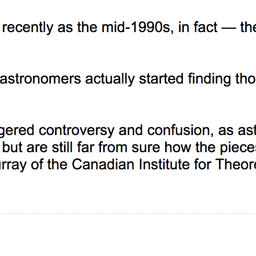 recently as the mid-1990s, in fact — the
astronomers actually started finding tho
gered controversy and confusion, as ast
but are still far from sure how the piece
rray of the Canadian Institute for Theor